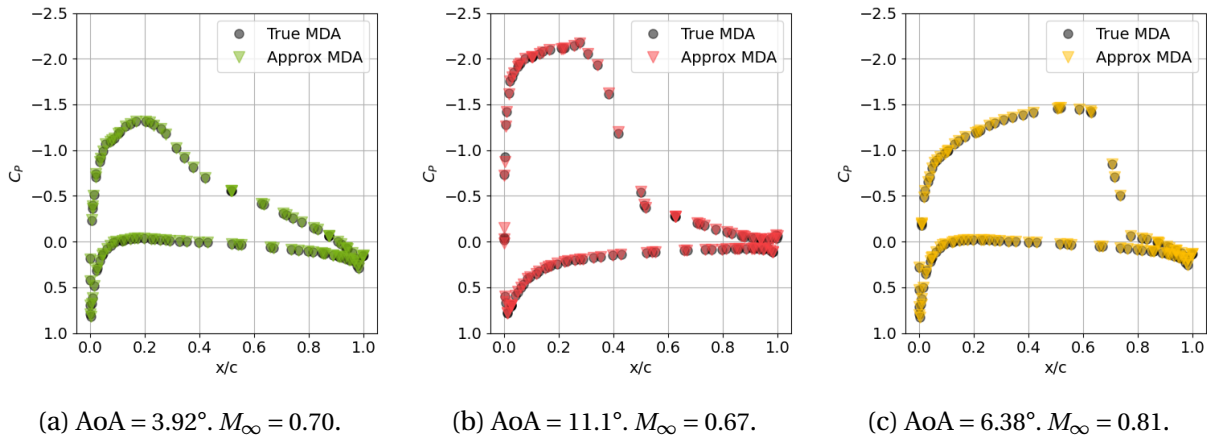 −2.5
−2.0
−1.5
−1.0
−0.5
0.0
0.5
1.0
C_P
0.0 0.2 0.4 0.6 0.8 1.0
x/c
True MDA
Approx MDA
−2.5
−2.0
−1.5
−1.0
−0.5
0.0
0.5
1.0
C_P
0.0 0.2 0.4 0.6 0.8 1.0
x/c
True MDA
Approx MDA
−2.5
−2.0
−1.5
−1.0
−0.5
0.0
0.5
1.0
C_P
0.0 0.2 0.4 0.6 0.8 1.0
x/c
True MDA
Approx MDA
(a) AoA = 3.92°. M∞ = 0.70.
(b) AoA = 11.1°. M∞ = 0.67.
(c) AoA = 6.38°. M∞ = 0.81.